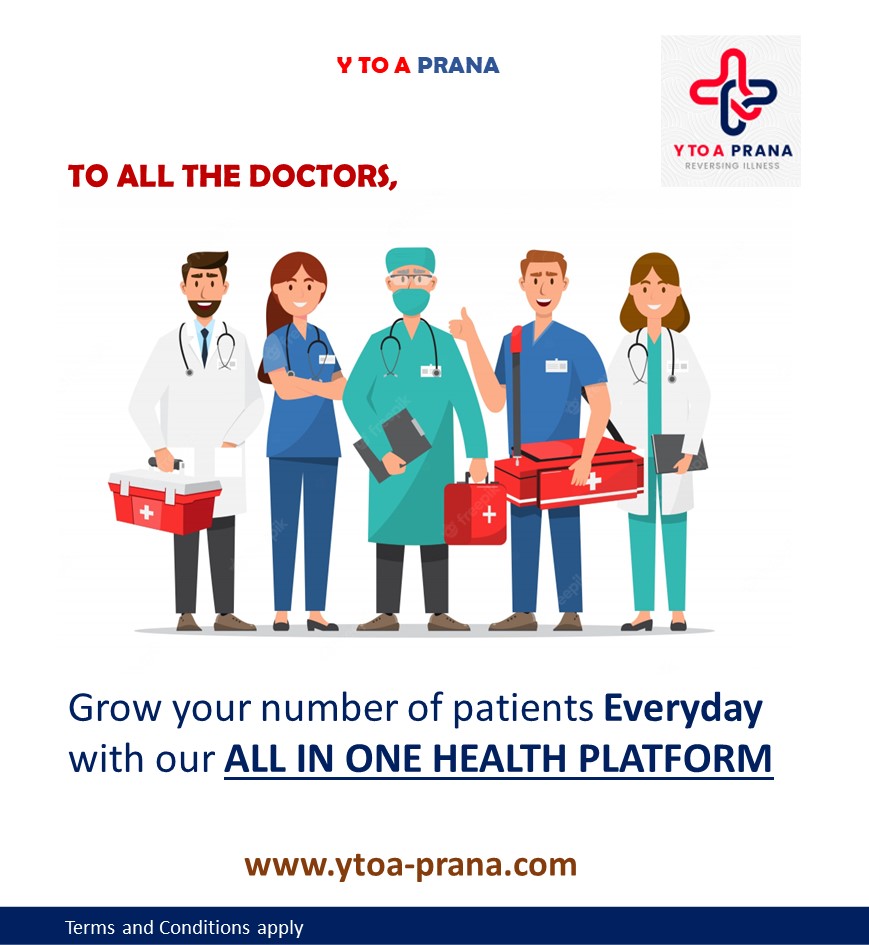 Y TO A PRANA
Y TO A PRANA
REVERSING ILLNESS
TO ALL THE DOCTORS,
Grow your number of patients Everyday
with our ALL IN ONE HEALTH PLATFORM
www.ytoa-prana.com
Terms and Conditions apply